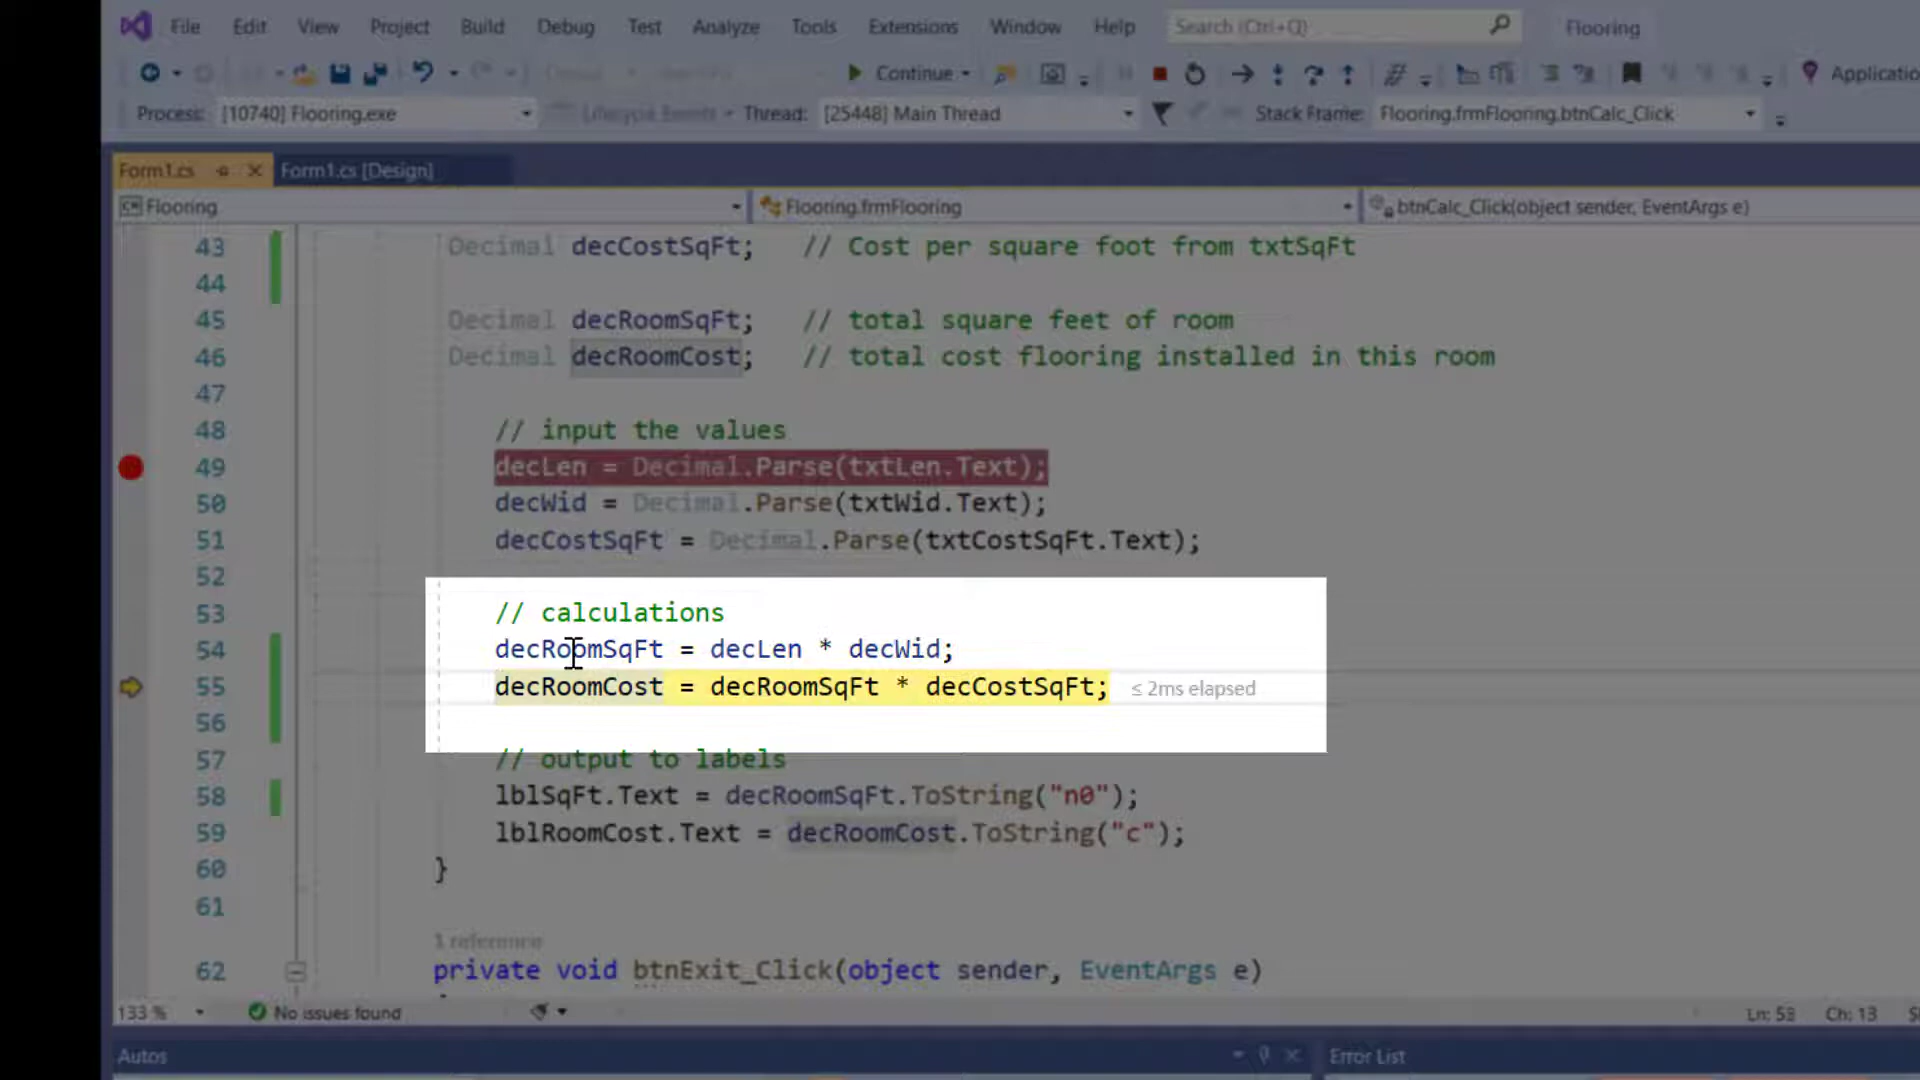 File Edit View Project Build Debug Test Analyze Tools Extensions Window Help Search (Ctrl+Q) Flooring
Continue Applicatio
Process: [10740] Flooring.exe Lifecycle Events Thread: [25448] Main Thread Stack Frame: Flooring.frmFlooring.btnCalc_Click
Form1.cs Form1.cs [Design]
Flooring Flooring.frmFlooring btnCalc_Click(object sender, EventArgs e)
43 Decimal decCostSqFt; // Cost per square foot from txtSqFt
44
45 Decimal decRoomSqFt; // total square feet of room
46 Decimal decRoomCost; // total cost flooring installed in this room
47
48 // input the values
49 decLen = Decimal.Parse(txtLen.Text);
50 decWid = Decimal.Parse(txtWid.Text);
51 decCostSqFt = Decimal.Parse(txtCostSqFt.Text);
52
53 // calculations
54 decRoomSqFt = decLen * decWid;
55 decRoomCost = decRoomSqFt * decCostSqFt; ≤ 2ms elapsed
56
57 // output to labels
58 lblSqFt.Text = decRoomSqFt.ToString("n0");
59 lblRoomCost.Text = decRoomCost.ToString("c");
60 }
61
1 reference
62 private void btnExit_Click(object sender, EventArgs e)
133 % No issues found Ln: 53 Ch: 13
Autos Error List